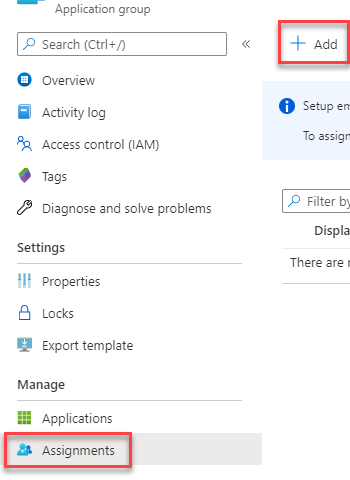 Application group
Search (Ctrl+/)
«
Add
Overview
Activity log
Access control (IAM)
Tags
Diagnose and solve problems
Settings
Properties
Locks
Export template
Manage
Applications
Assignments
Setup em
To assign
Filter by
Displa
There are n